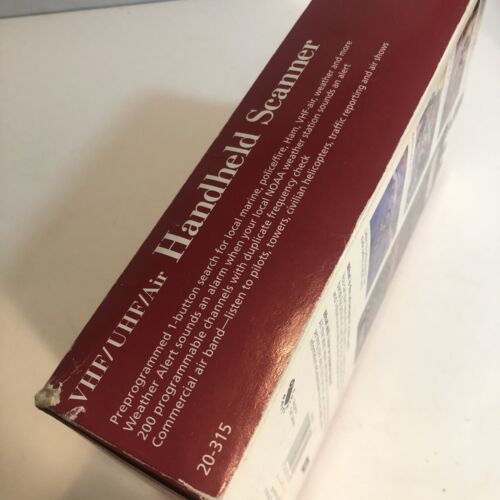 VHF/UHF/Air Handheld Scanner
Preprogrammed 1-button search for local marine, police/fire, Ham, VHF-air, weather and more
Weather Alert sounds an alarm when your local NOAA weather station sounds an alert
200 programmable channels with duplicate frequency check
Commercial air band—listen to pilots, towers, civilian helicopters, traffic reporting and air shows
20-315